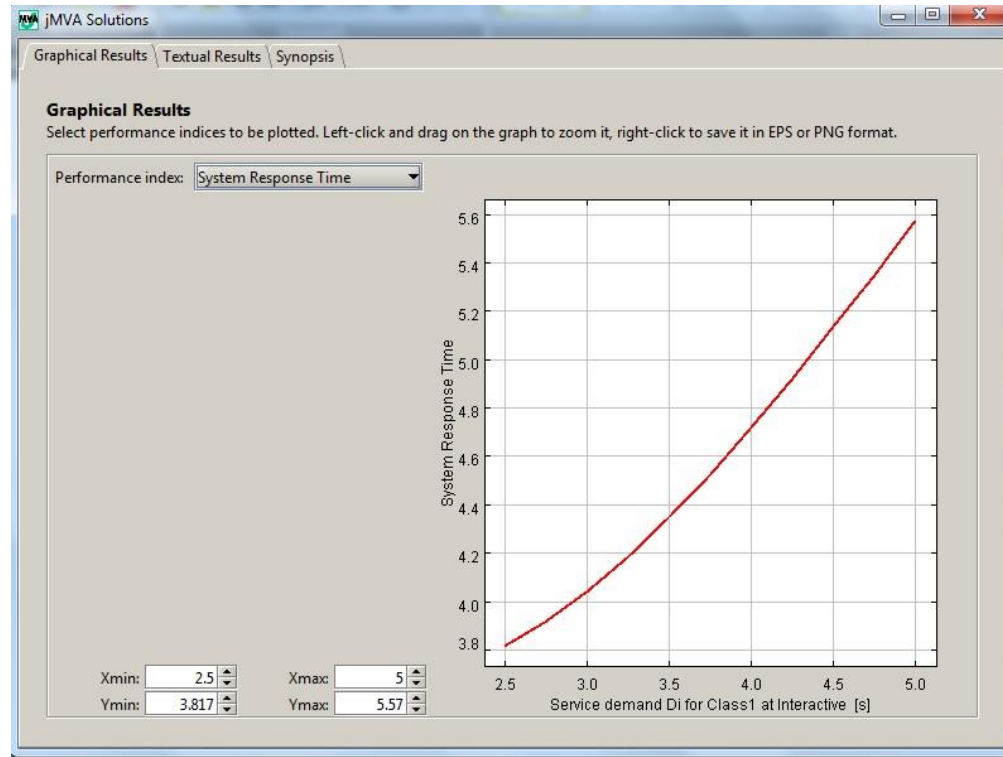 MVA jMVA Solutions
Graphical Results Textual Results Synopsis
Graphical Results
Select performance indices to be plotted. Left-click and drag on the graph to zoom it, right-click to save it in EPS or PNG format.
Performance index: System Response Time
5.6
5.4
5.2
5.0
4.8
4.6
4.4
4.2
4.0
3.8
System Response Time
2.5 3.0 3.5 4.0 4.5 5.0
Service demand Di for Class1 at Interactive [s]
Xmin: 2.5 Xmax: 5
Ymin: 3.817 Ymax: 5.57